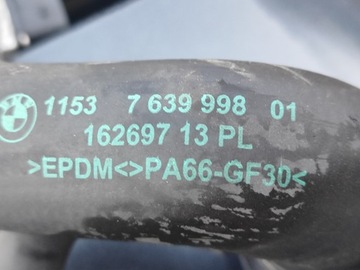 1153 7 639 998 01
162697 13 PL
>EPDM<>PA66-GF30<